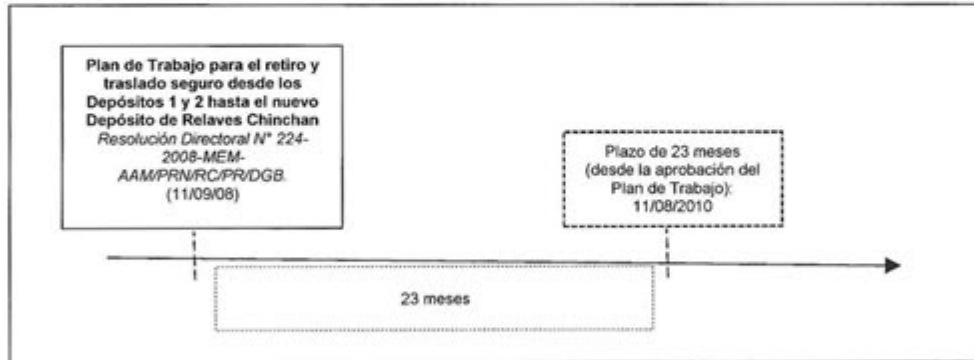 Plan de Trabajo para el retiro y
traslado seguro desde los
Depósitos 1 y 2 hasta el nuevo
Depósito de Relaves Chinchan
Resolución Directoral N° 224-
2008-MEM-
AAM/PRN/RC/PR/DGB.
(11/09/08)
Plazo de 23 meses
(desde la aprobación del
Plan de Trabajo):
11/08/2010
23 meses